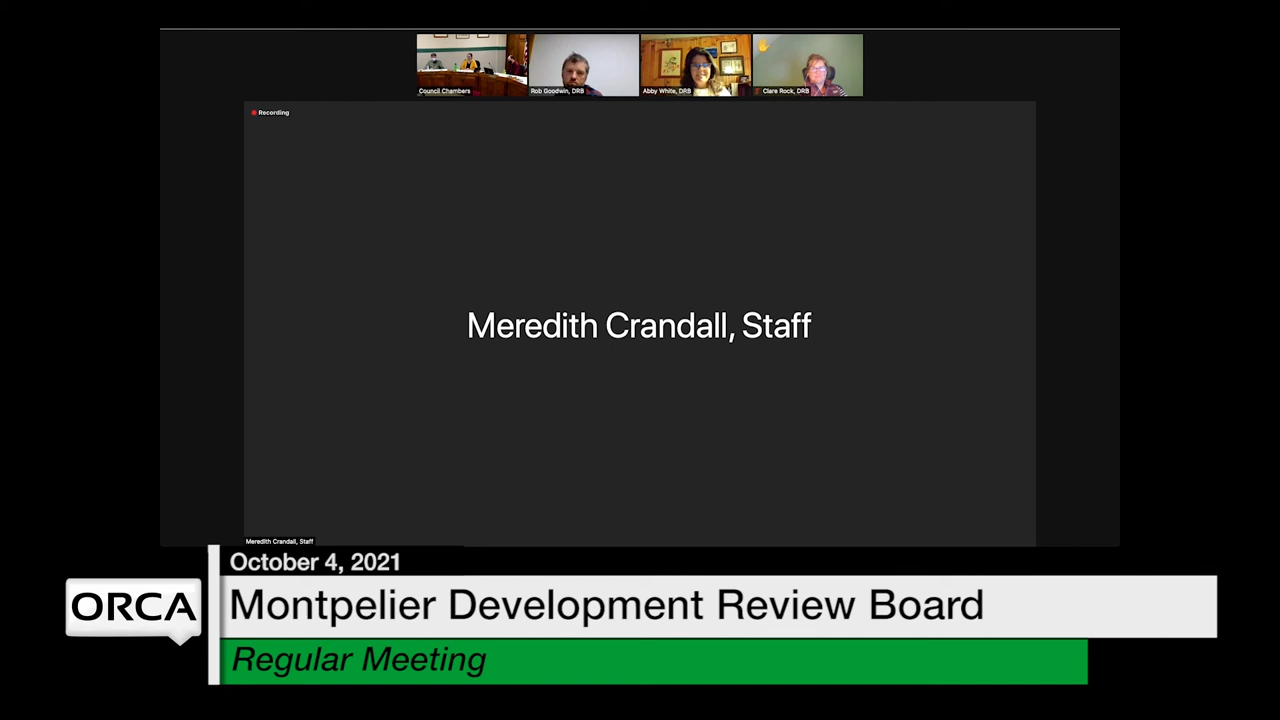 Council Chambers
Rob Goodwin, DRB
Abby White, DRB
Clare Rock, DRB
Recording
Meredith Crandall, Staff
Meredith Crandall, Staff
October 4, 2021
ORCA
Montpelier Development Review Board
Regular Meeting